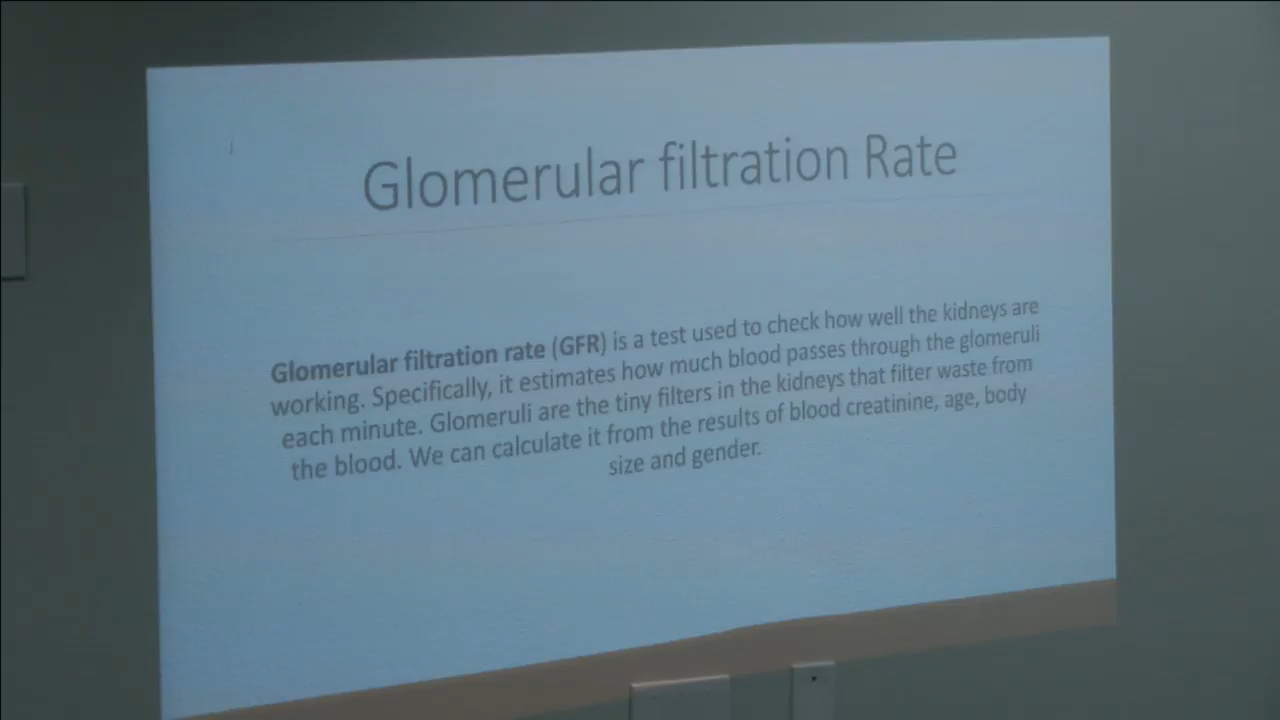 Glomerular filtration Rate
Glomerular filtration rate (GFR) is a test used to check how well the kidneys are
working. Specifically, it estimates how much blood passes through the glomeruli
each minute. Glomeruli are the tiny filters in the kidneys that filter waste from
the blood. We can calculate it from the results of blood creatinine, age, body
size and gender.